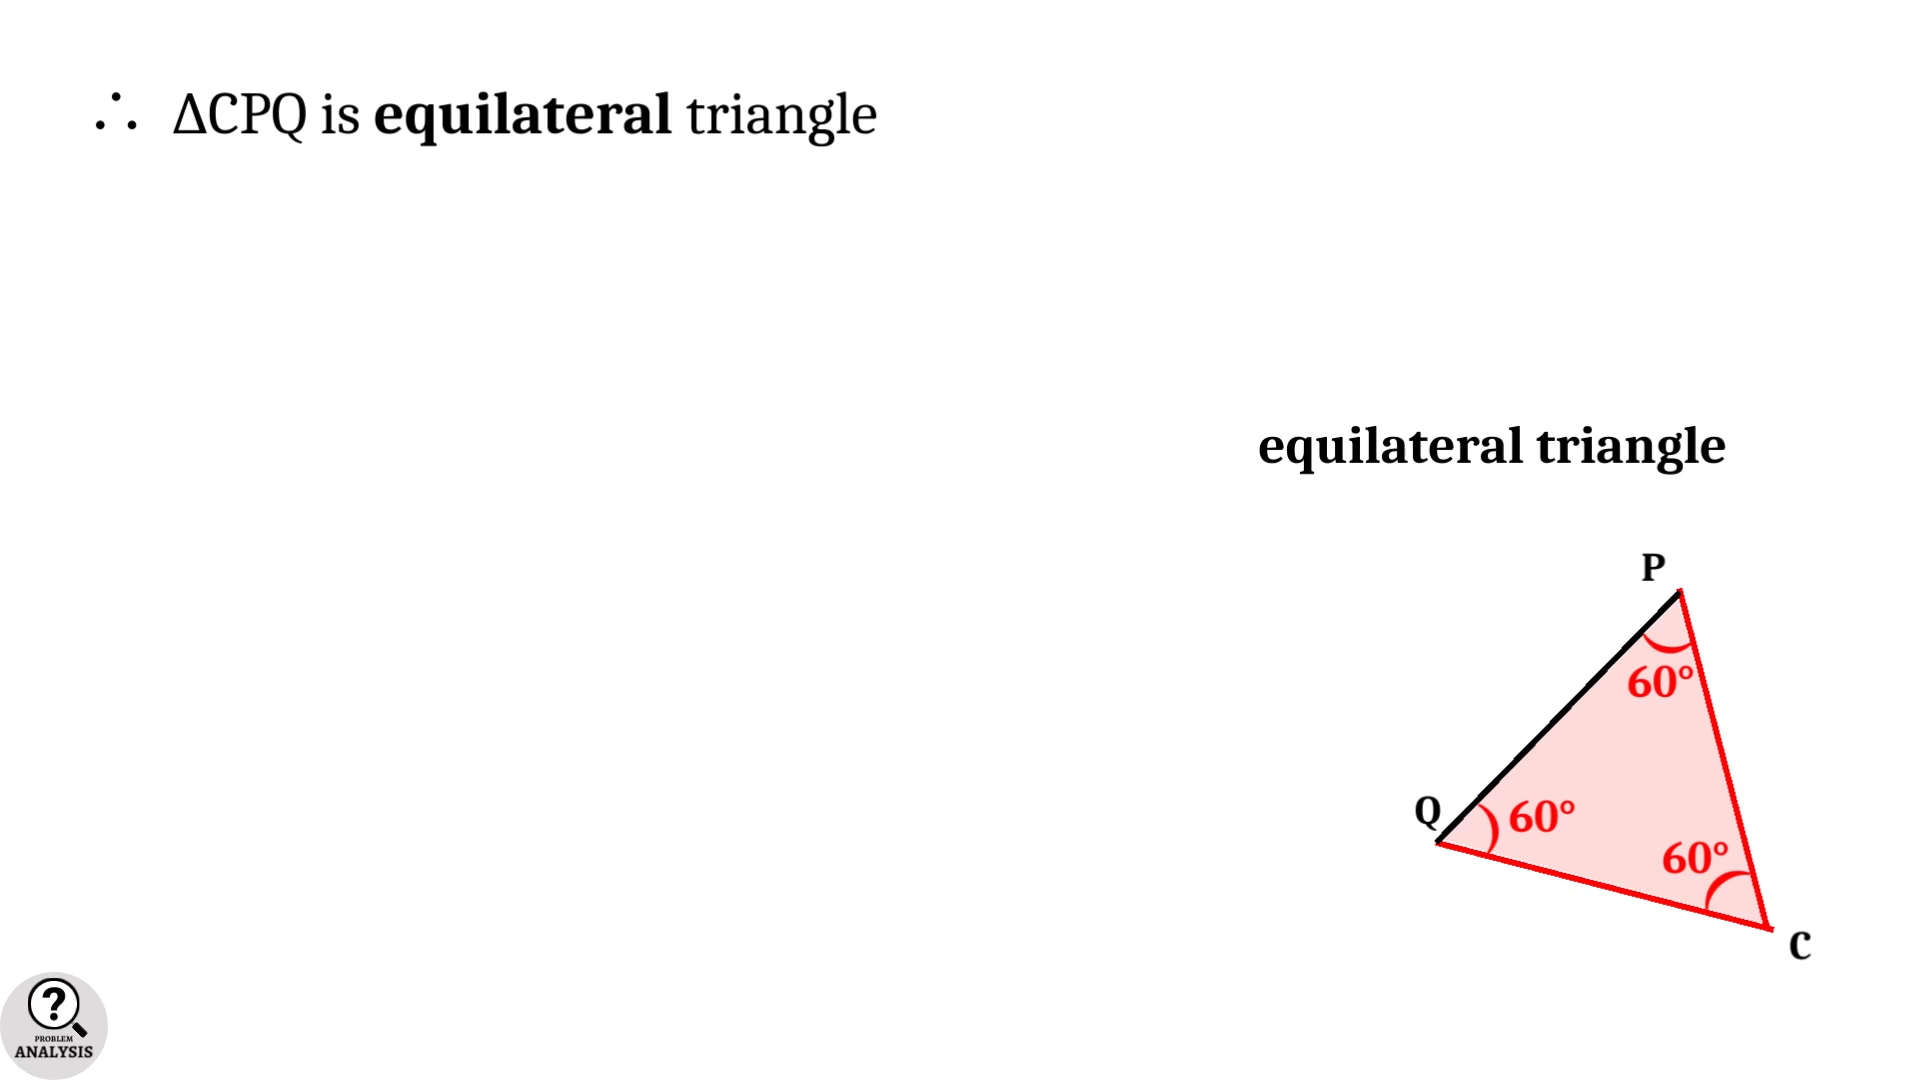 ∴ ΔCPQ is equilateral triangle
equilateral triangle
P
60°
Q 60°
60°
C
?
PROBLEM
ANALYSIS